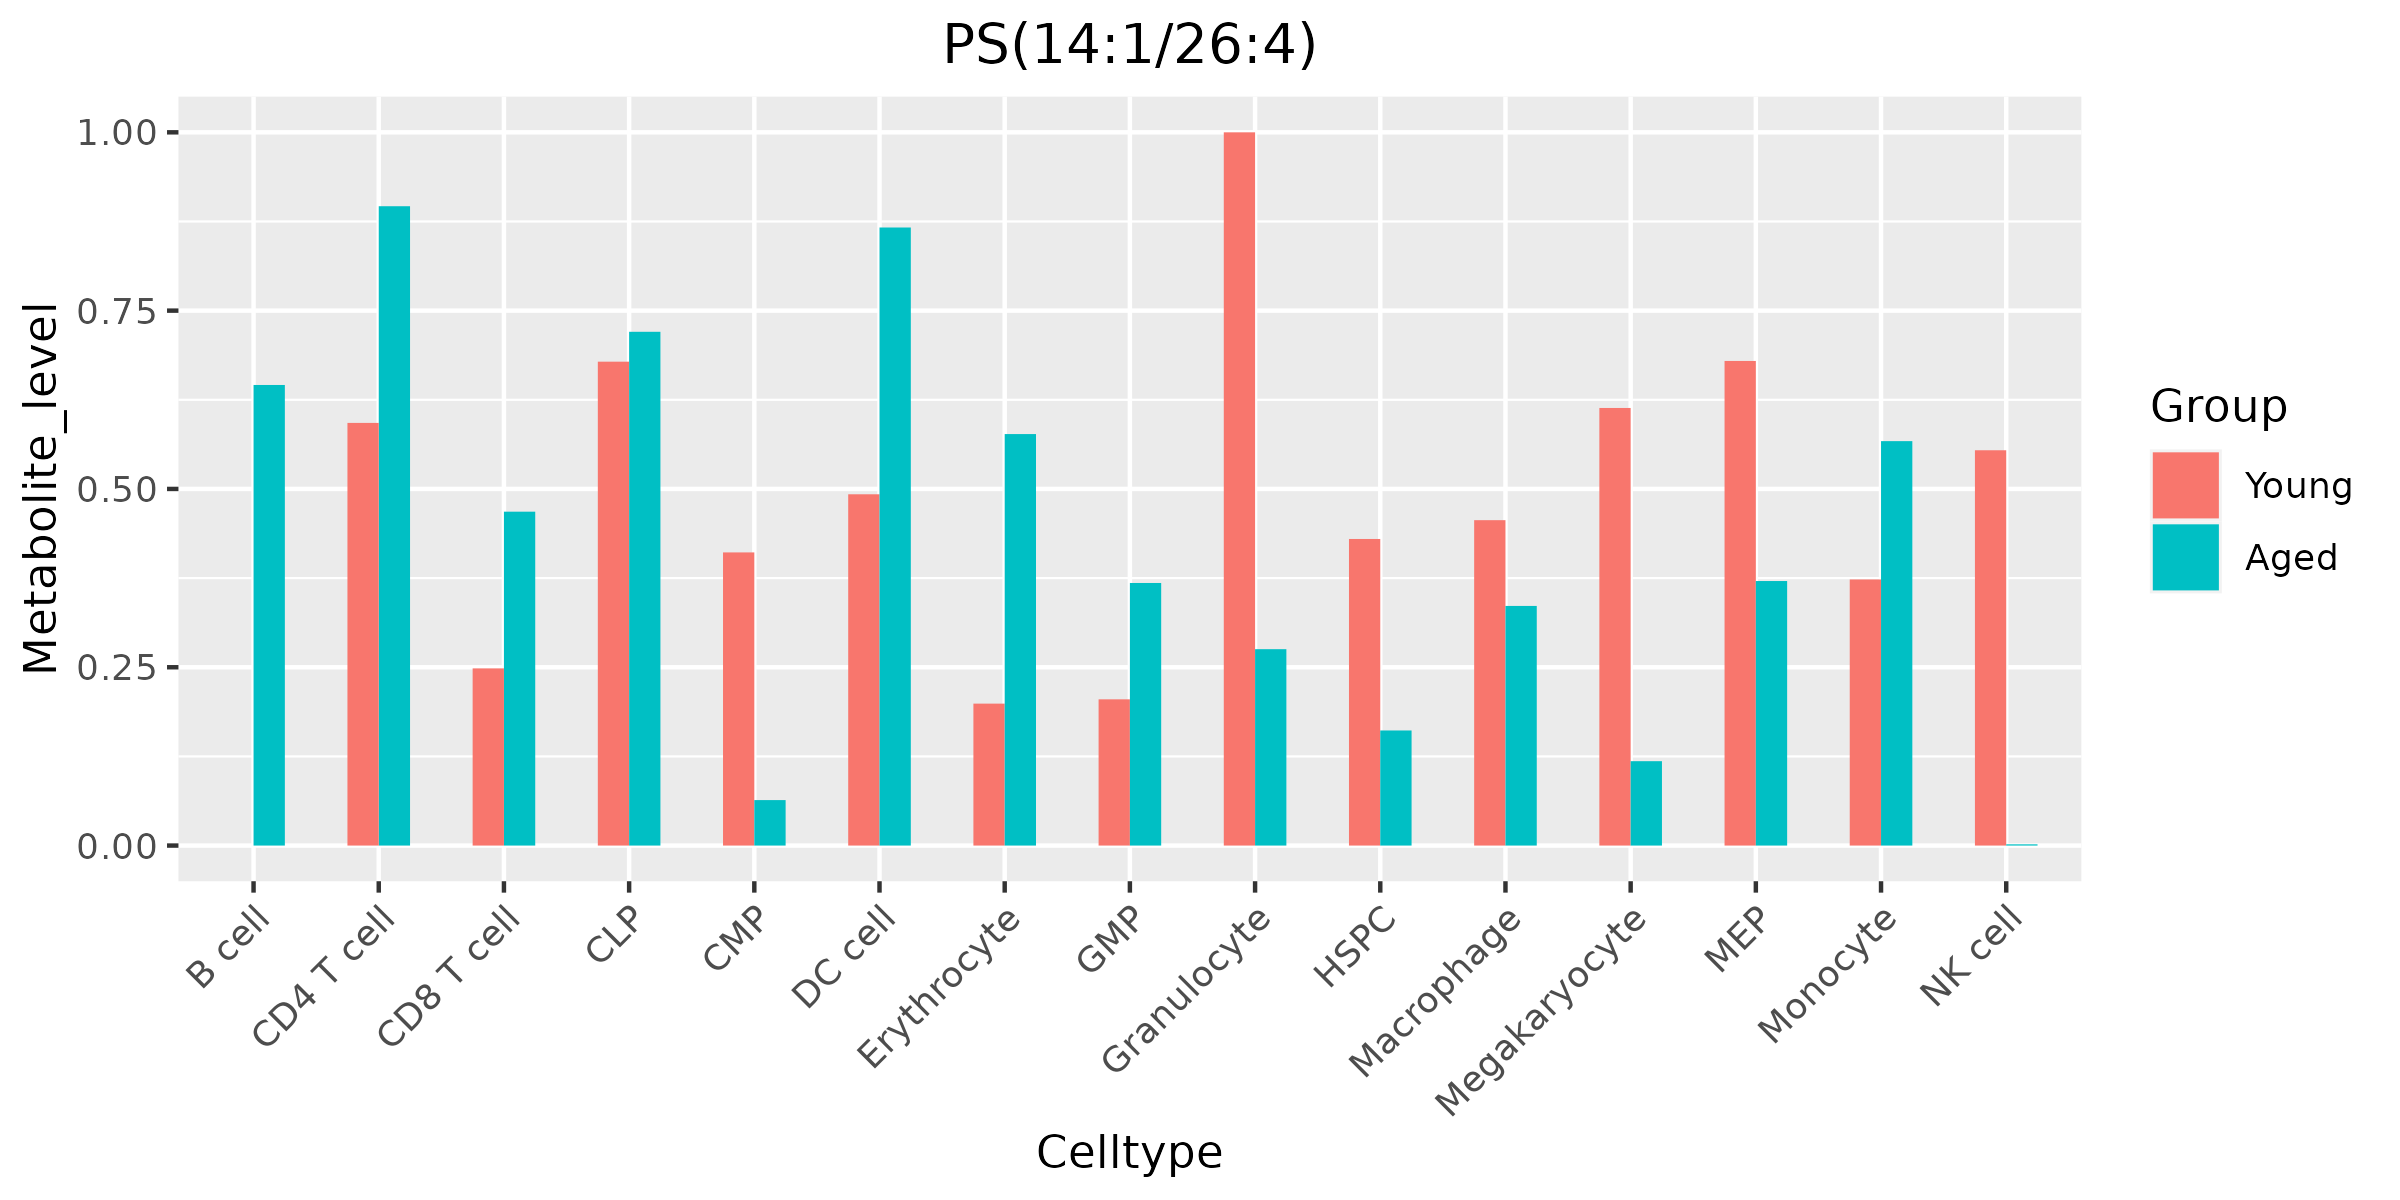 PS(14:1/26:4)
Metabolite_level
1.00
0.75
0.50
0.25
0.00
B cell
CD4 T cell
CD8 T cell
CLP
CMP
DC cell
Erythrocyte
GMP
Granulocyte
HSPC
Macrophage
Megakaryocyte
MEP
Monocyte
NK cell
Celltype
Group
Young
Aged